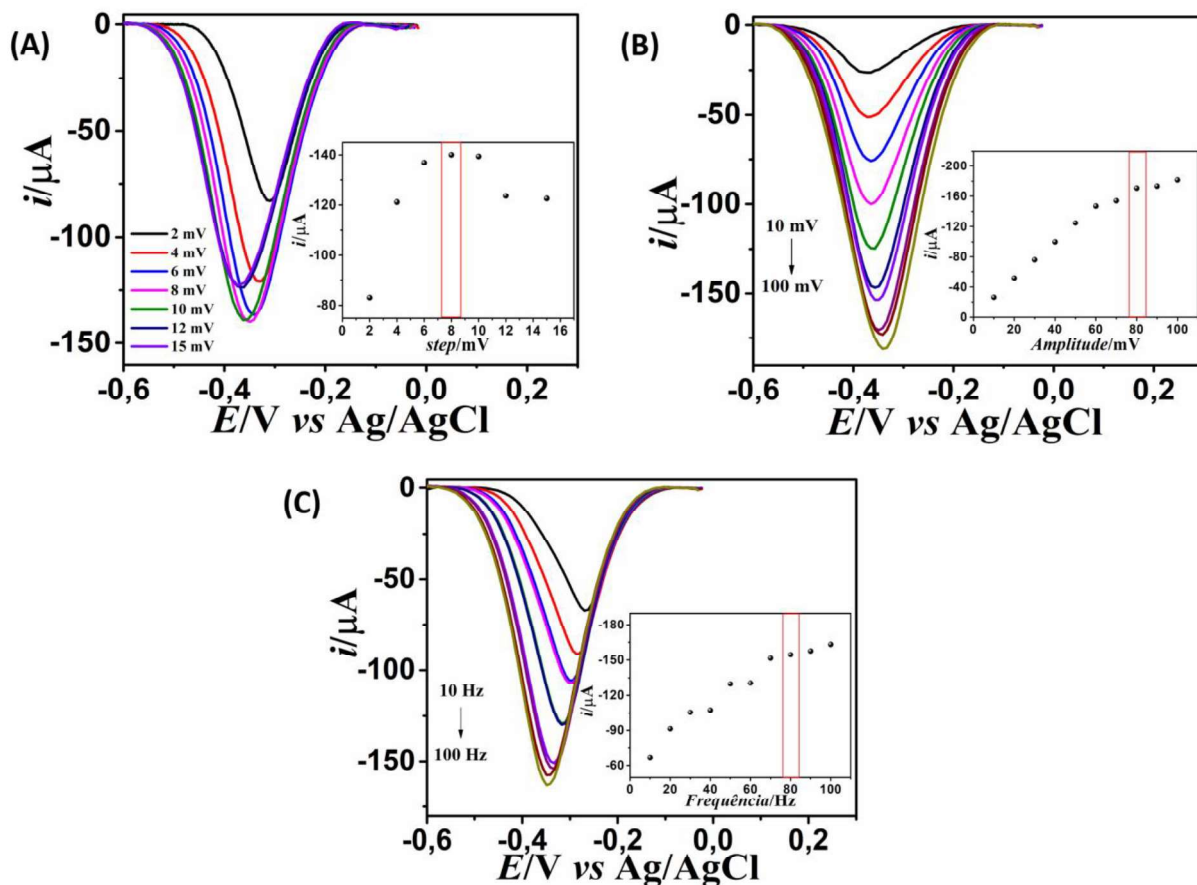 (A)
0
-50
-100
-150
i/µA
2 mV
4 mV
6 mV
8 mV
10 mV
12 mV
15 mV
-140
-120
-100
-80
i/µA
0 2 4 6 8 10 12 14 16
step/mV
-0,6 -0,4 -0,2 0,0 0,2
E/V vs Ag/AgCl
(B)
0
-50
-100
-150
i/µA
10 mV
100 mV
-200
-160
-120
-80
-40
0
i/µA
0 20 40 60 80 100
Amplitude/mV
-0,6 -0,4 -0,2 0,0 0,2
E/V vs Ag/AgCl
(C)
0
-50
-100
-150
i/µA
10 Hz
100 Hz
-180
-150
-120
-90
-60
i/µA
0 20 40 60 80 100
Frequência/Hz
-0,6 -0,4 -0,2 0,0 0,2
E/V vs Ag/AgCl